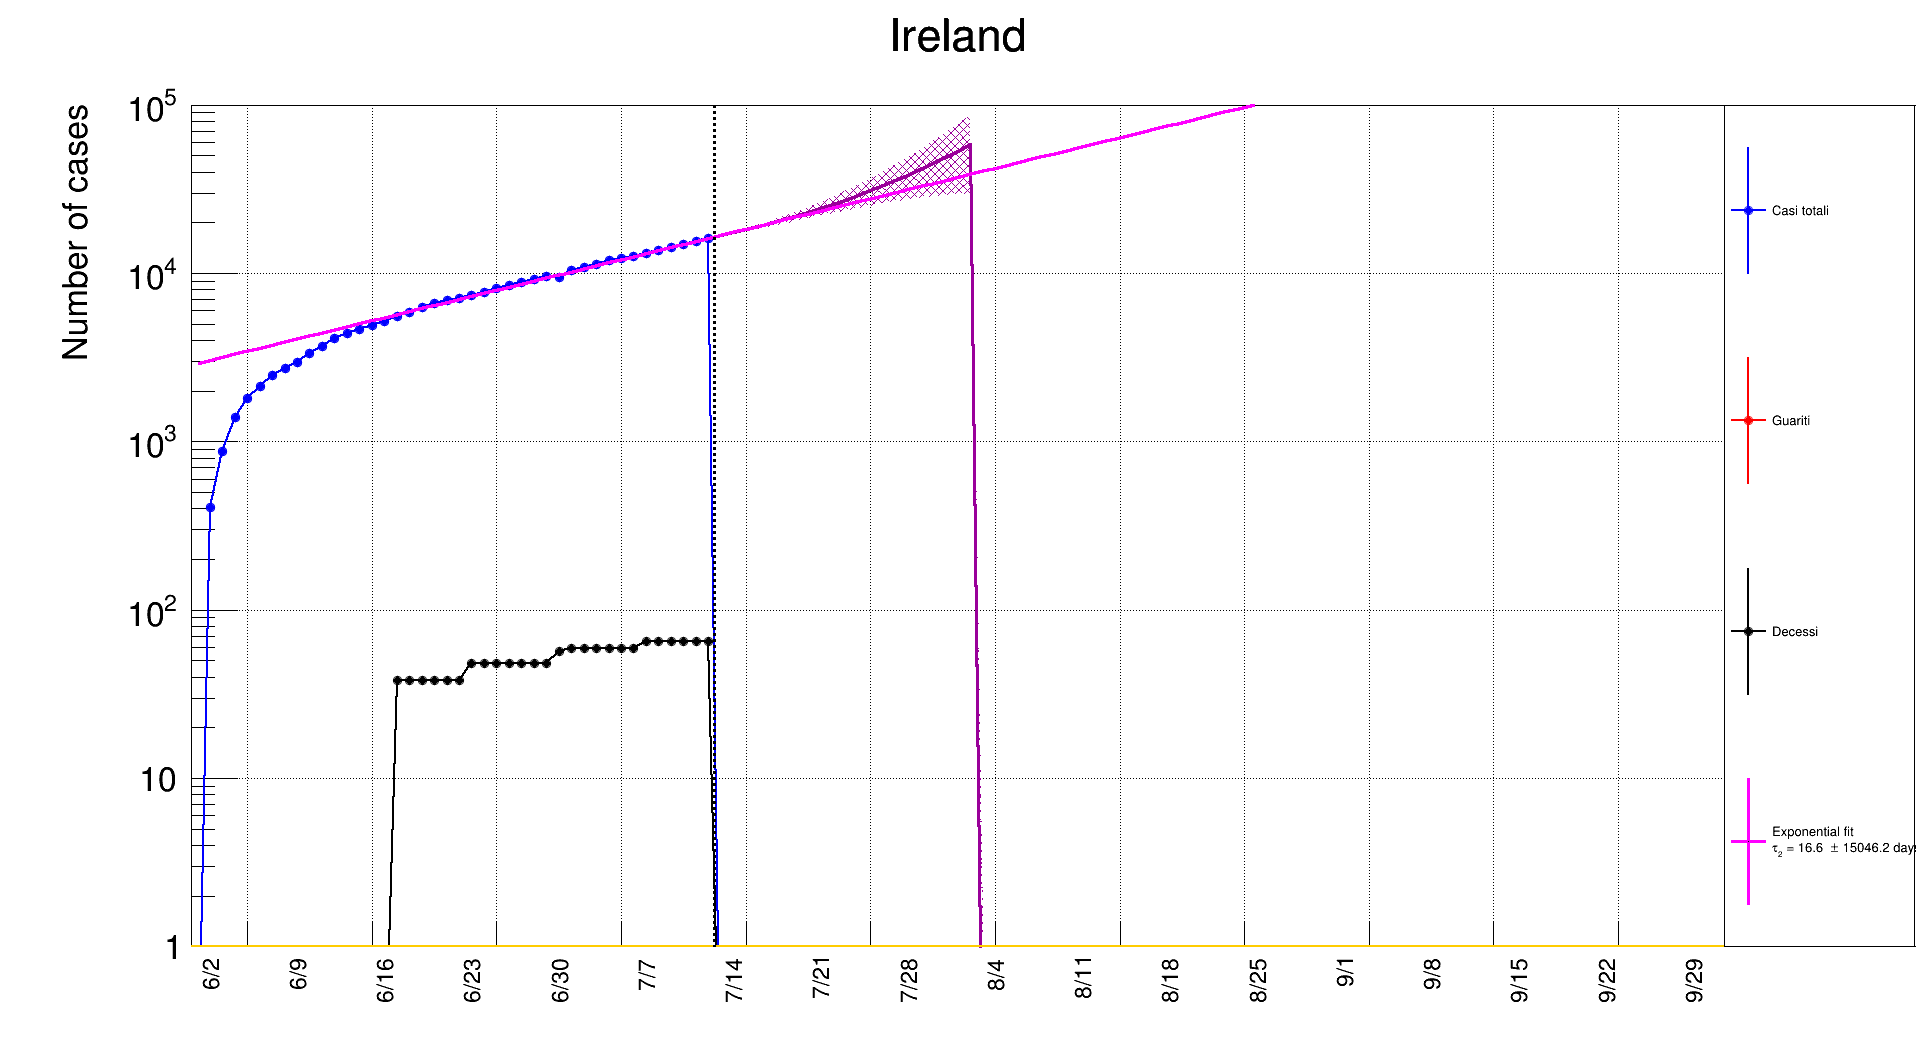 Ireland
Number of cases
10^5
10^4
10^3
10^2
10
1
6/2 6/9 6/16 6/23 6/30 7/7 7/14 7/21 7/28 8/4 8/11 8/18 8/25 9/1 9/8 9/15 9/22 9/29
Casi totali
Guariti
Decessi
Exponential fit
τ_2 = 16.6 ± 15046.2 day